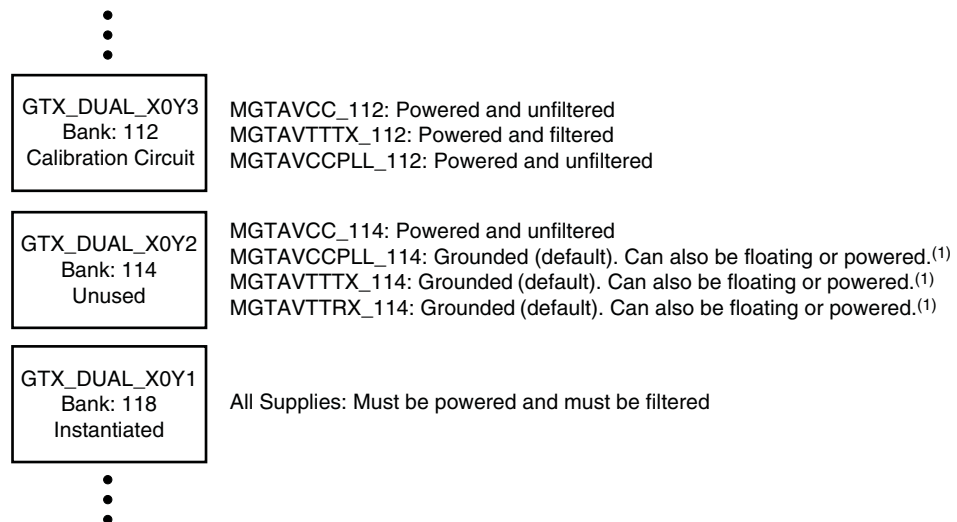 GTX_DUAL_X0Y3
Bank: 112
Calibration Circuit
MGTAVCC_112: Powered and unfiltered
MGTAVTTTX_112: Powered and filtered
MGTAVCCPLL_112: Powered and unfiltered
GTX_DUAL_X0Y2
Bank: 114
Unused
MGTAVCC_114: Powered and unfiltered
MGTAVCCPLL_114: Grounded (default). Can also be floating or powered.(1)
MGTAVTTTX_114: Grounded (default). Can also be floating or powered.(1)
MGTAVTTRX_114: Grounded (default). Can also be floating or powered.(1)
GTX_DUAL_X0Y1
Bank: 118
Instantiated
All Supplies: Must be powered and must be filtered